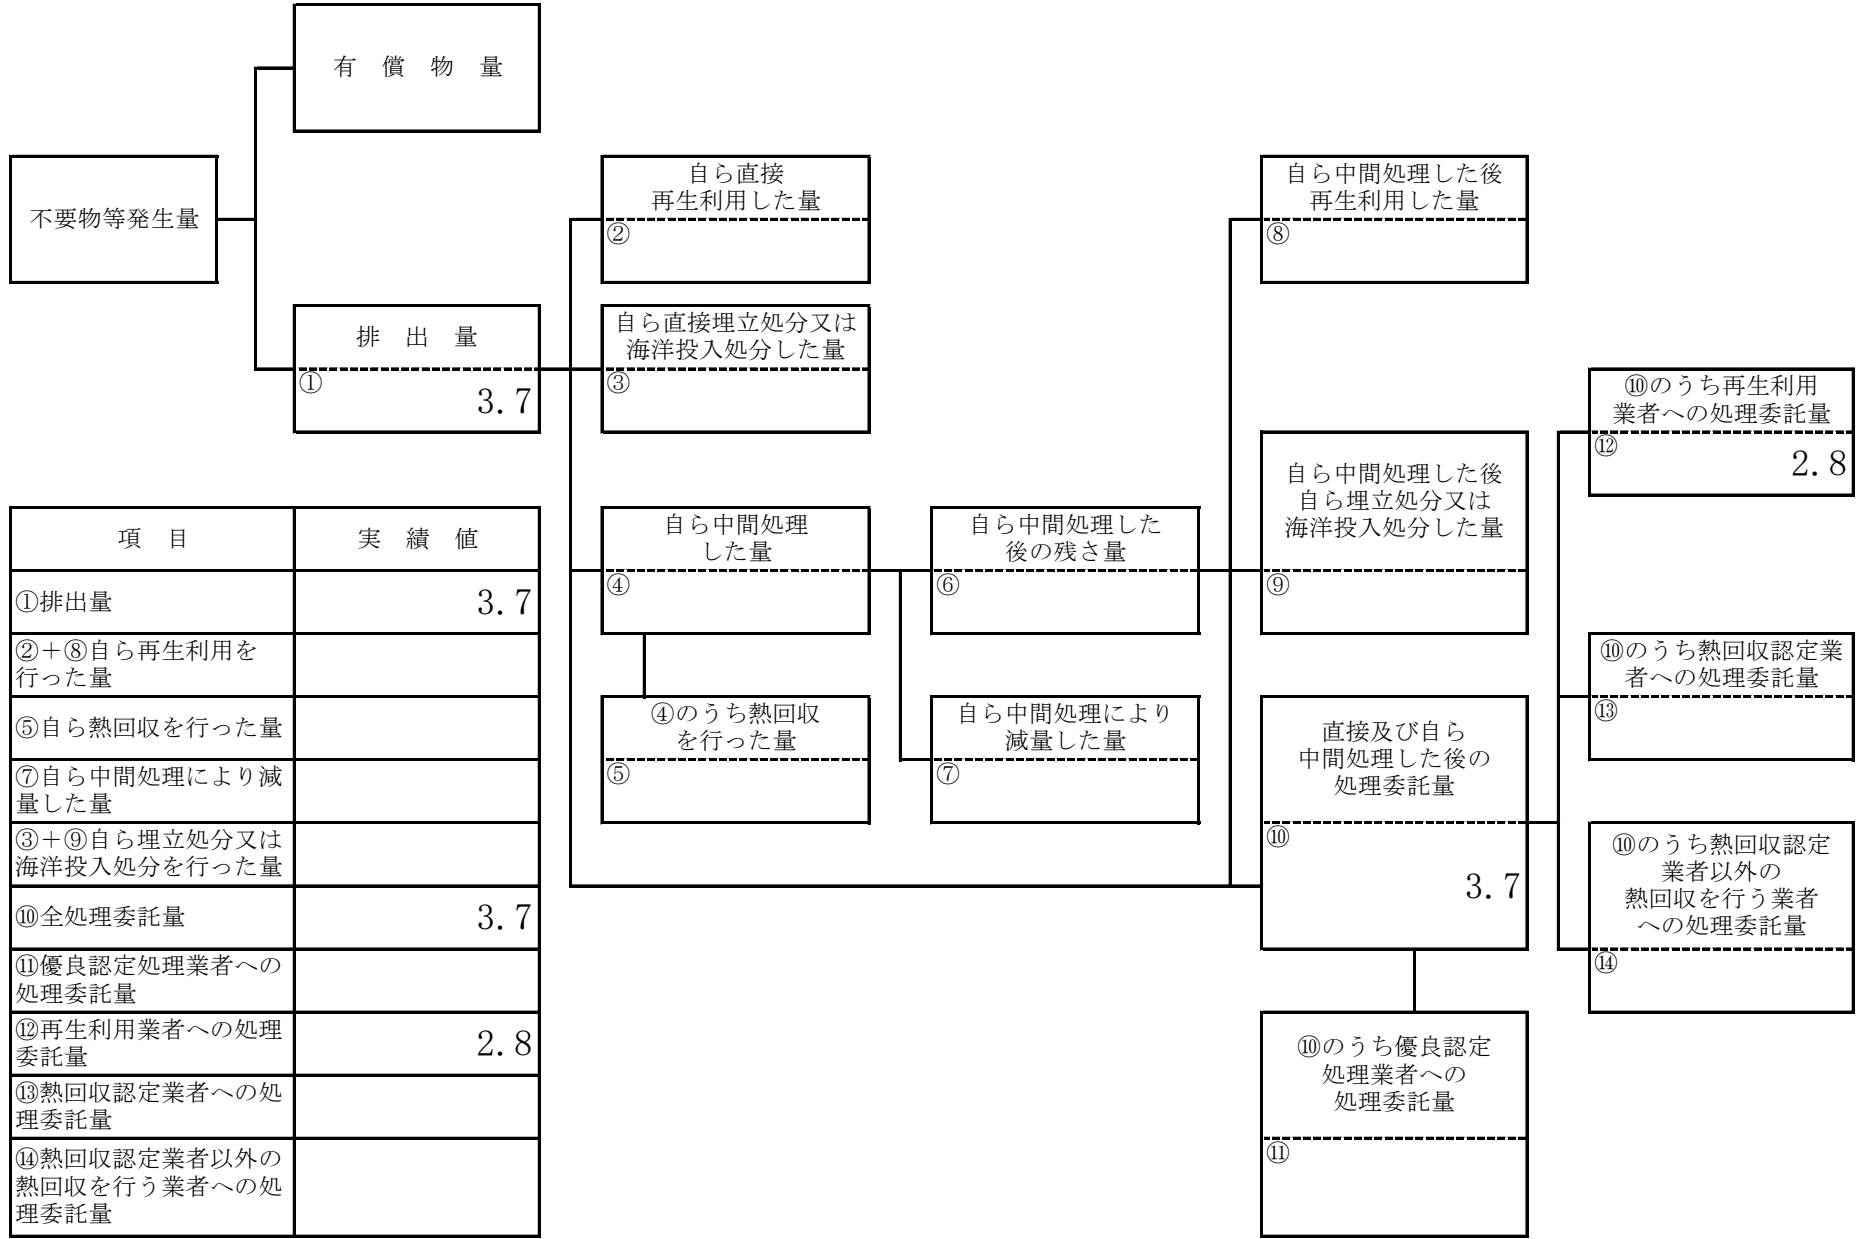 有 償 物 量
不要物等発生量
排 出 量
①
3.7
自ら直接
再生利用した量
②
自ら直接埋立処分又は
海洋投入処分した量
③
自ら中間処理
した量
④
④のうち熱回収
を行った量
⑤
自ら中間処理した
後の残さ量
⑥
自ら中間処理により
減量した量
⑦
自ら中間処理した後
再生利用した量
⑧
自ら中間処理した後
自ら埋立処分又は
海洋投入処分した量
⑨
直接及び自ら
中間処理した後の
処理委託量
⑩
3.7
⑩のうち優良認定
処理業者への
処理委託量
⑪
⑩のうち再生利用
業者への処理委託量
⑫
2.8
⑩のうち熱回収認定業
者への処理委託量
⑬
⑩のうち熱回収認定
業者以外の
熱回収を行う業者
への処理委託量
⑭
項 目
実 績 値
①排出量
3.7
②＋⑧自ら再生利用を
行った量
⑤自ら熱回収を行った量
⑦自ら中間処理により減
量した量
③＋⑨自ら埋立処分又は
海洋投入処分を行った量
⑩全処理委託量
3.7
⑪優良認定処理業者への
処理委託量
⑫再生利用業者への処理
委託量
2.8
⑬熱回収認定業者への処
理委託量
⑭熱回収認定業者以外の
熱回収を行う業者への処
理委託量